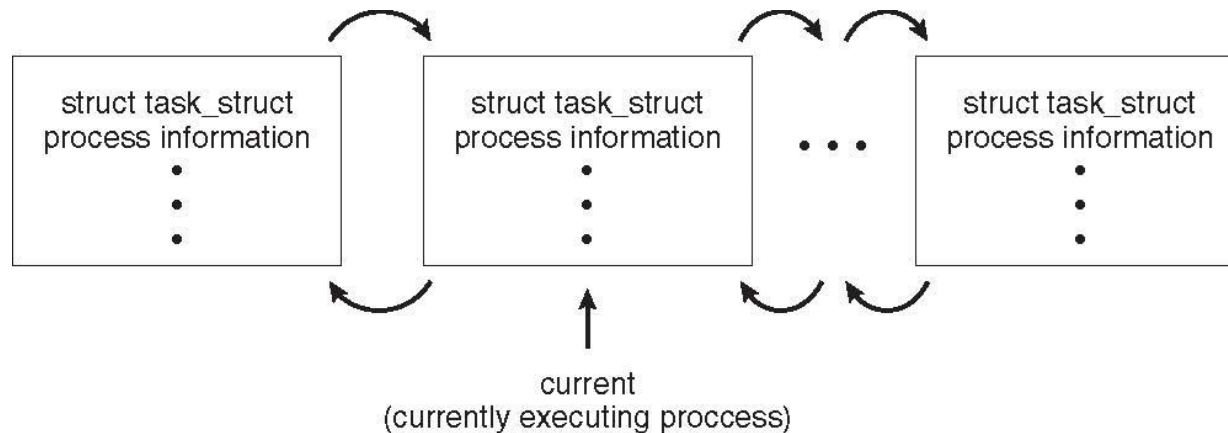 struct task_struct
process information
struct task_struct
process information
struct task_struct
process information
current
(currently executing proccess)